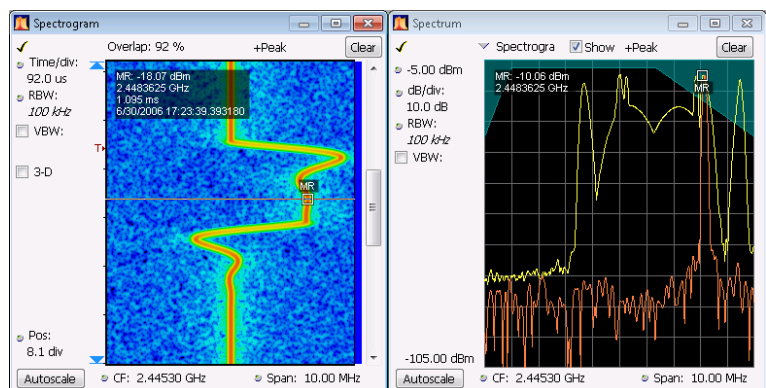 Spectrogram
Overlap: 92 %
+Peak
Clear
Time/div:
92.0 us
RBW:
100 kHz
VBW:
3-D
MR: -18.07 dBm
2.4483625 GHz
1.095 ms
6/30/2006 17:23:39.393180
T
MR
Pos:
8.1 div
Autoscale
CF: 2.44530 GHz
Span: 10.00 MHz
Spectrum
Spectrogra
Show
+Peak
Clear
-5.00 dBm
dB/div:
10.0 dB
RBW:
100 kHz
VBW:
MR: -10.06 dBm
2.4483625 GHz
MR
-105.00 dBm
Autoscale
CF: 2.44530 GHz
Span: 10.00 MHz